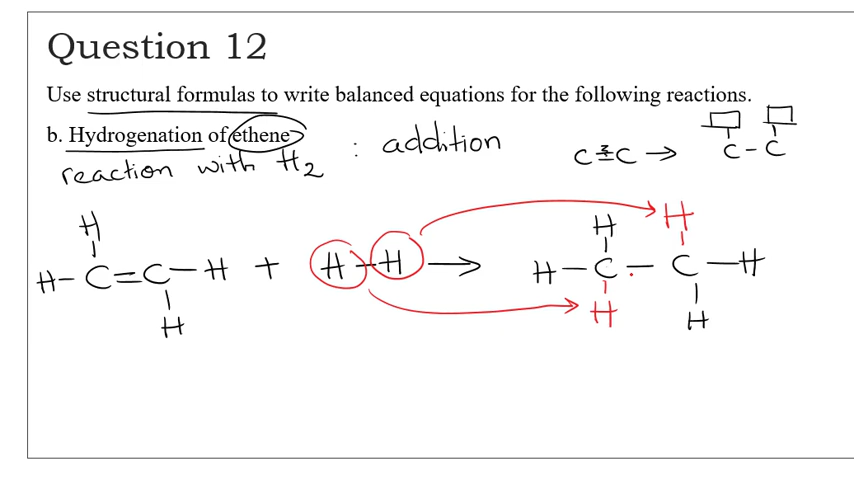 Question 12
Use structural formulas to write balanced equations for the following reactions.
b. Hydrogenation of ethene : addition
reaction with H2
C=C → C-C
H H H
H-C=C-H + H-H → H-C-C-H
H H H